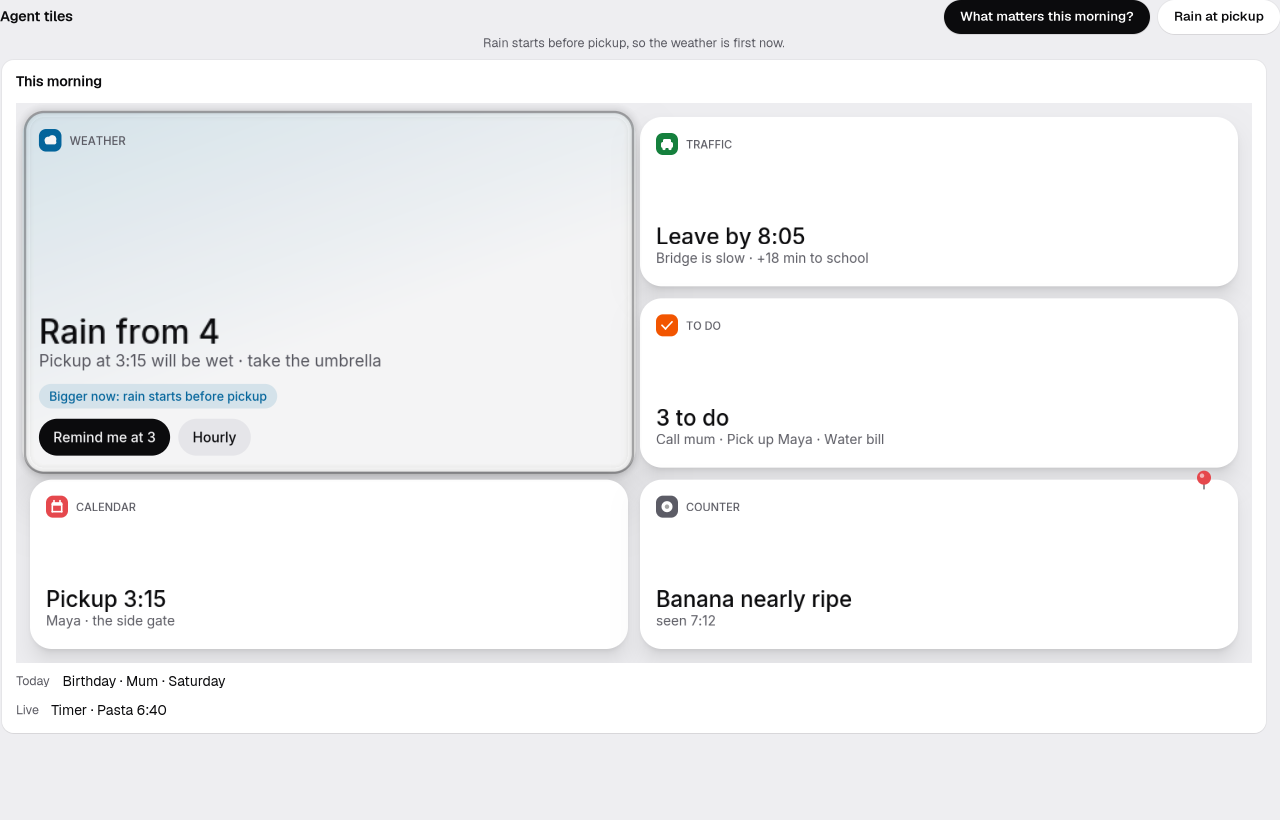 Agent tiles
What matters this morning?
Rain at pickup
Rain starts before pickup, so the weather is first now.
This morning
WEATHER
Rain from 4
Pickup at 3:15 will be wet · take the umbrella
Bigger now: rain starts before pickup
Remind me at 3
Hourly
TRAFFIC
Leave by 8:05
Bridge is slow · +18 min to school
TO DO
3 to do
Call mum · Pick up Maya · Water bill
CALENDAR
Pickup 3:15
Maya · the side gate
COUNTER
Banana nearly ripe
seen 7:12
Today Birthday · Mum · Saturday
Live Timer · Pasta 6:40